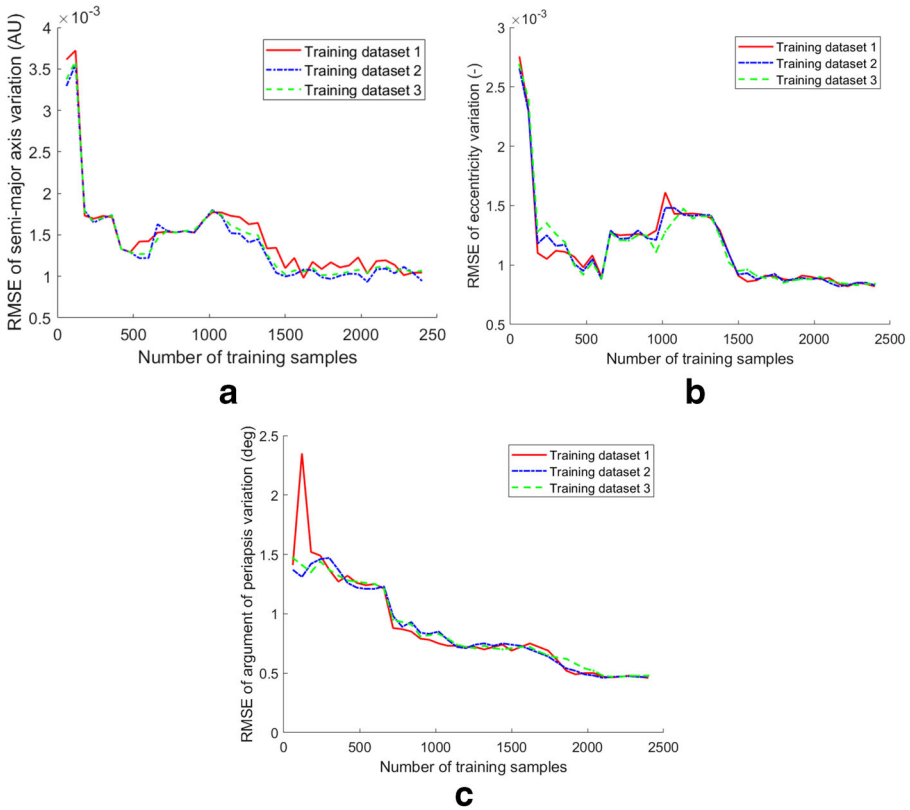 ×10⁻³
4
3.5
3
2.5
2
1.5
1
0.5
RMSE of semi-major axis variation (AU)
Training dataset 1
Training dataset 2
Training dataset 3
0 500 1000 1500 2000 250
Number of training samples
a
×10⁻³
3
2.5
2
1.5
1
0.5
RMSE of eccentricity variation (-)
Training dataset 1
Training dataset 2
Training dataset 3
0 500 1000 1500 2000 2500
Number of training samples
b
2.5
2
1.5
1
0.5
0
RMSE of argument of periapsis variation (deg)
Training dataset 1
Training dataset 2
Training dataset 3
0 500 1000 1500 2000 2500
Number of training samples
c